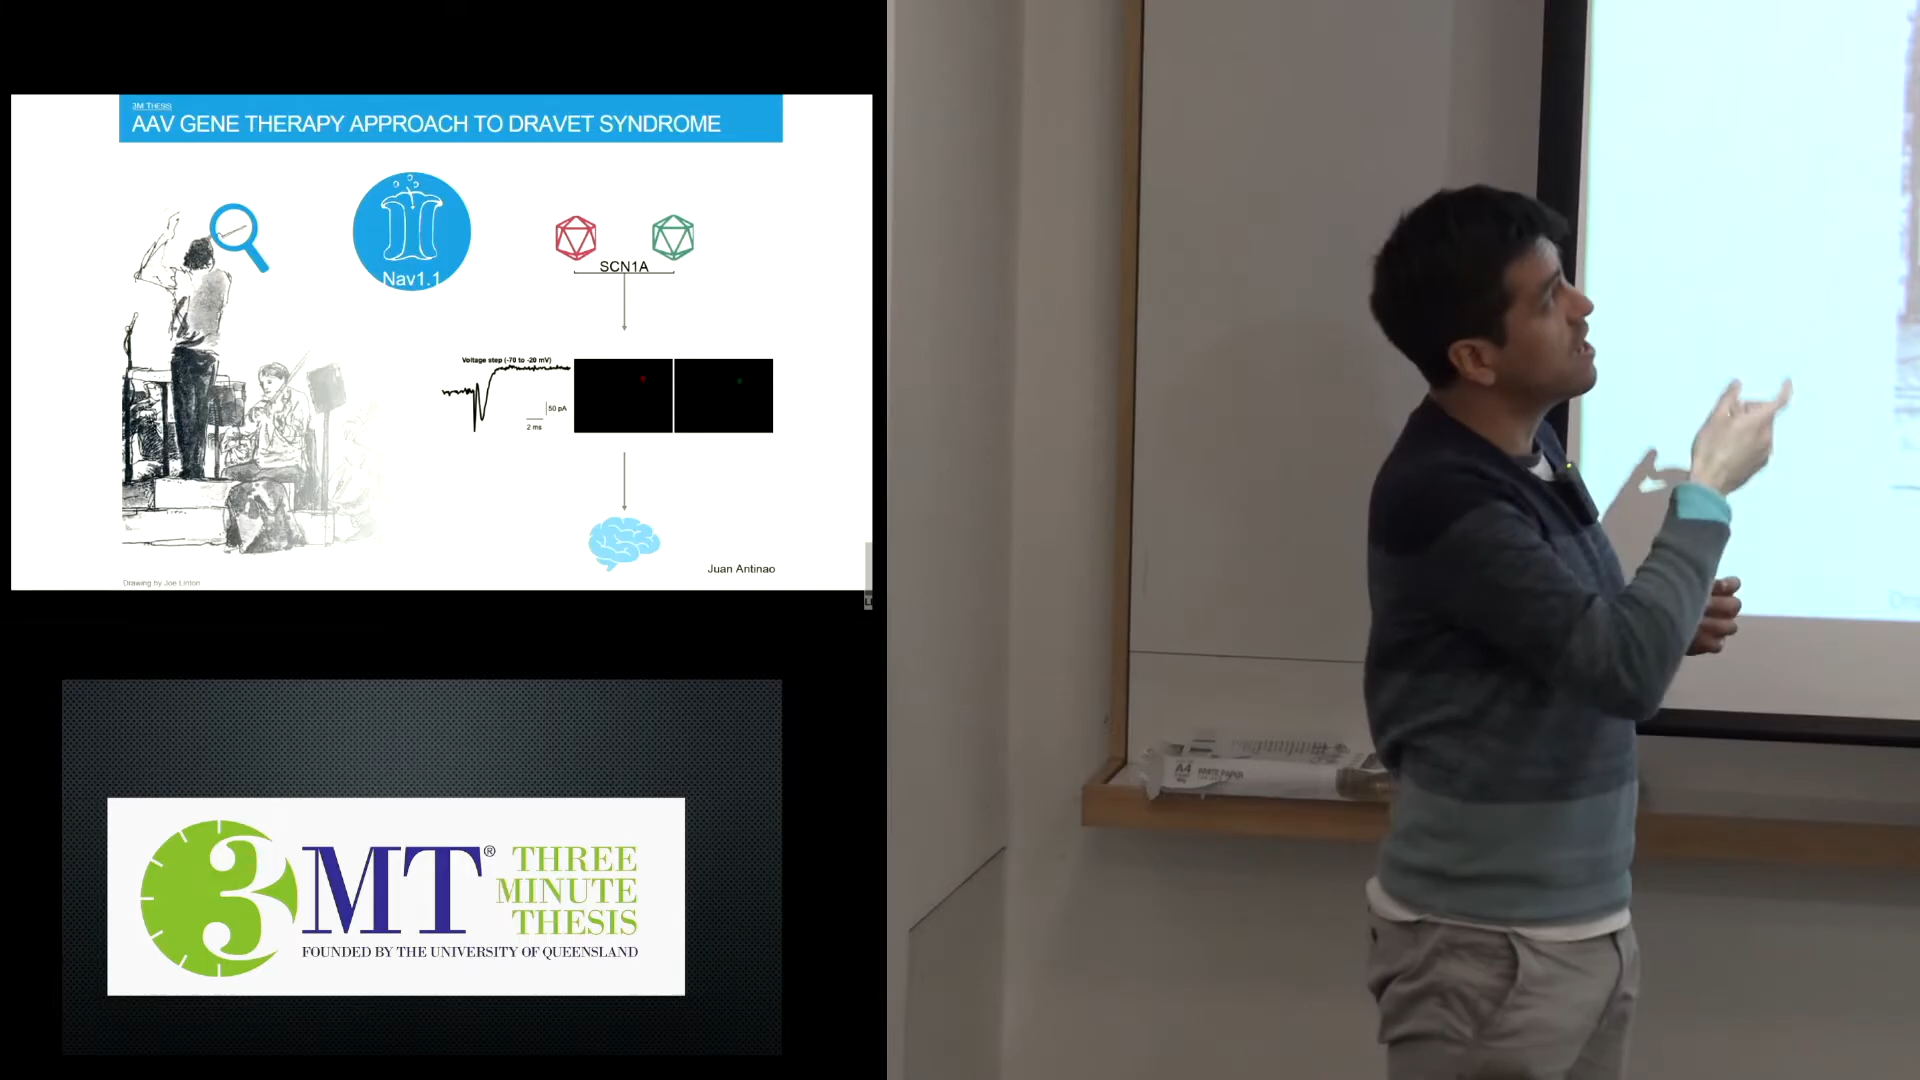 3M THESIS
AAV GENE THERAPY APPROACH TO DRAVET SYNDROME
Nav1.1
SCN1A
Voltage step (-70 to -20 mV)
50 pA
2 ms
Juan Antinao
Drawing by Joe Linton
3MT® THREE
MINUTE
THESIS
FOUNDED BY THE UNIVERSITY OF QUEENSLAND
A4
WHITE PAPER